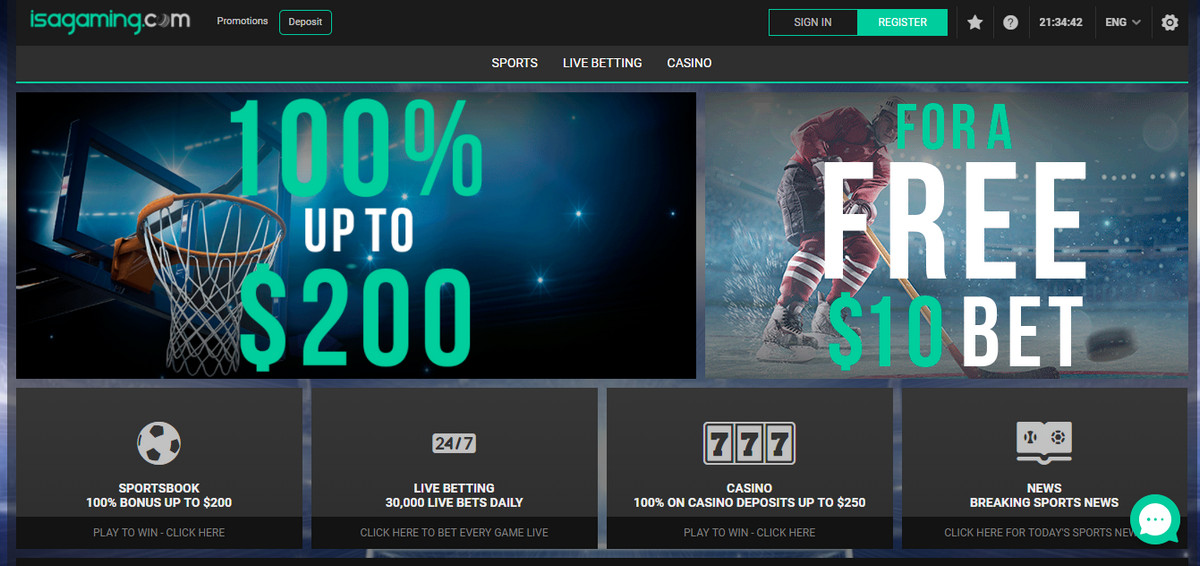 isagaming.com
Promotions
Deposit
SIGN IN
REGISTER
?
21:34:42
ENG
SPORTS
LIVE BETTING
CASINO
100%
UP TO
$200
FOR A
FREE
$10 BET
SPORTSBOOK
100% BONUS UP TO $200
PLAY TO WIN - CLICK HERE
24/7
LIVE BETTING
30,000 LIVE BETS DAILY
CLICK HERE TO BET EVERY GAME LIVE
777
CASINO
100% ON CASINO DEPOSITS UP TO $250
PLAY TO WIN - CLICK HERE
NEWS
BREAKING SPORTS NEWS
CLICK HERE FOR TODAY'S SPORTS